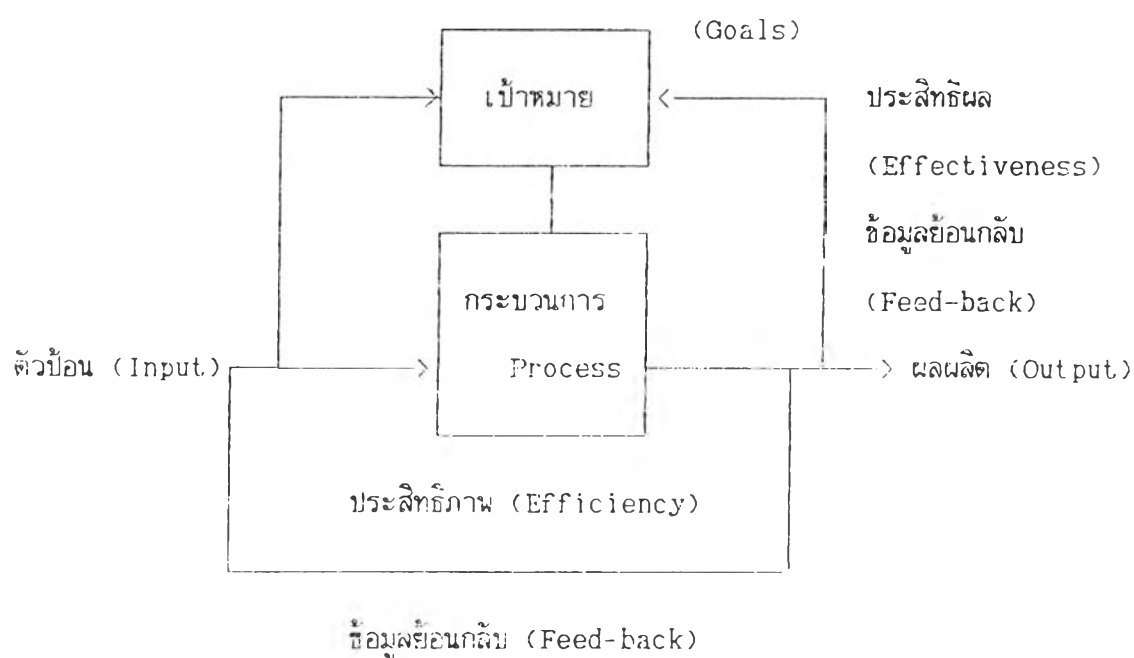 (Goals)
เป้าหมาย
ประสิทธิผล
(Effectiveness)
ข้อมูลย้อนกลับ
(Feed-back)
กระบวนการ
Process
ตัวป้อน (Input)
ผลผลิต (Output)
ประสิทธิภาพ (Efficiency)
ข้อมูลย้อนกลับ (Feed-back)